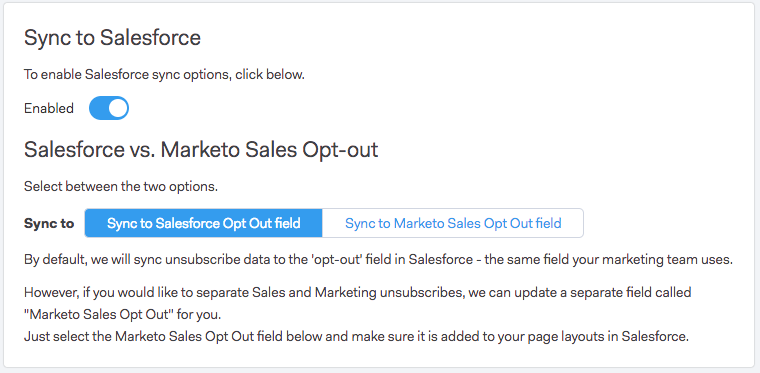 Sync to Salesforce
To enable Salesforce sync options, click below.
Enabled
Salesforce vs. Marketo Sales Opt-out
Select between the two options.
Sync to Sync to Salesforce Opt Out field Sync to Marketo Sales Opt Out field
By default, we will sync unsubscribe data to the 'opt-out' field in Salesforce - the same field your marketing team uses.
However, if you would like to separate Sales and Marketing unsubscribes, we can update a separate field called
"Marketo Sales Opt Out" for you.
Just select the Marketo Sales Opt Out field below and make sure it is added to your page layouts in Salesforce.